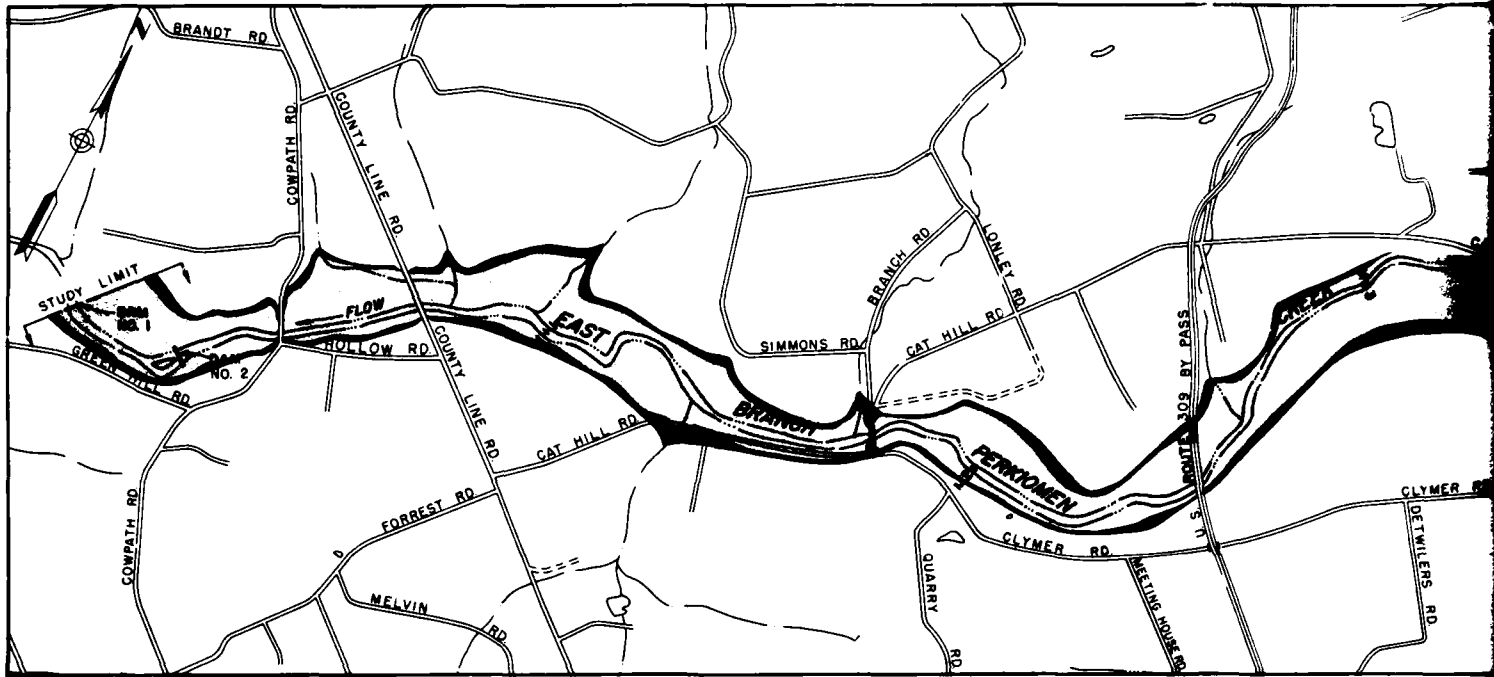 BRANDT RD.
COWPATH RD.
COUNTY LINE RD.
STUDY LIMIT
DAM
NO. 1
FLOW
GREEN HILL RD.
DAM
NO. 2
HOLLOW RD.
EAST
COUNTY LINE RD.
BRANCH RD.
LONLEY RD.
SIMMONS RD.
CAT HILL RD.
U. S. ROUTE 309 BY PASS
CREEK
BRANCH
CAT HILL RD.
PERKIOMEN
FORREST RD.
COWPATH RD.
CLYMER RD.
CLYMER RD.
MELVIN RD.
QUARRY RD.
MEETING HOUSE RD.
DETWILERS RD.